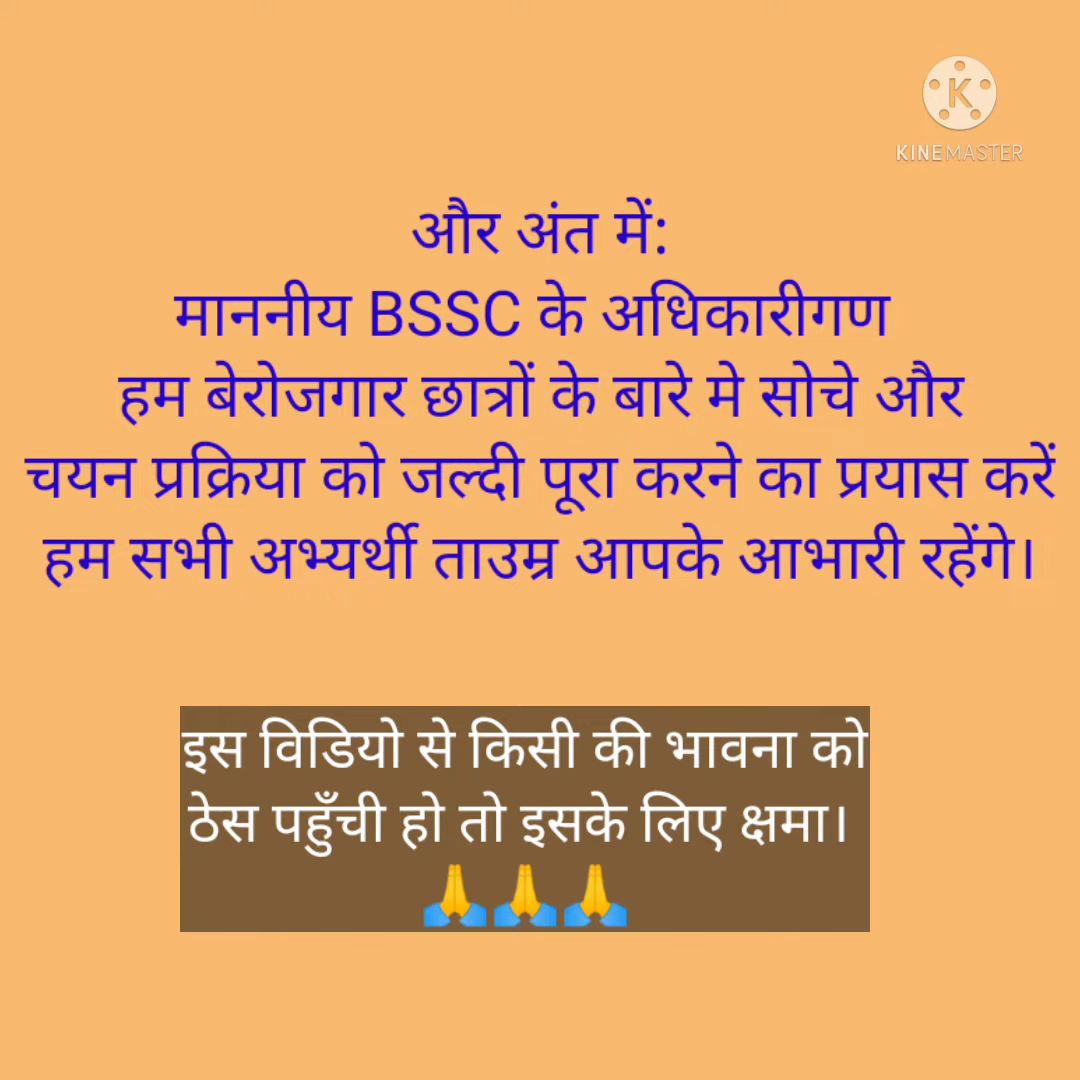 KINEMASTER
और अंत में:
माननीय BSSC के अधिकारीगण
हम बेरोजगार छात्रों के बारे मे सोचे और
चयन प्रक्रिया को जल्दी पूरा करने का प्रयास करें
हम सभी अभ्यर्थी ताउम्र आपके आभारी रहेंगे।
इस विडियो से किसी की भावना को
ठेस पहुँची हो तो इसके लिए क्षमा।
🙏🙏🙏